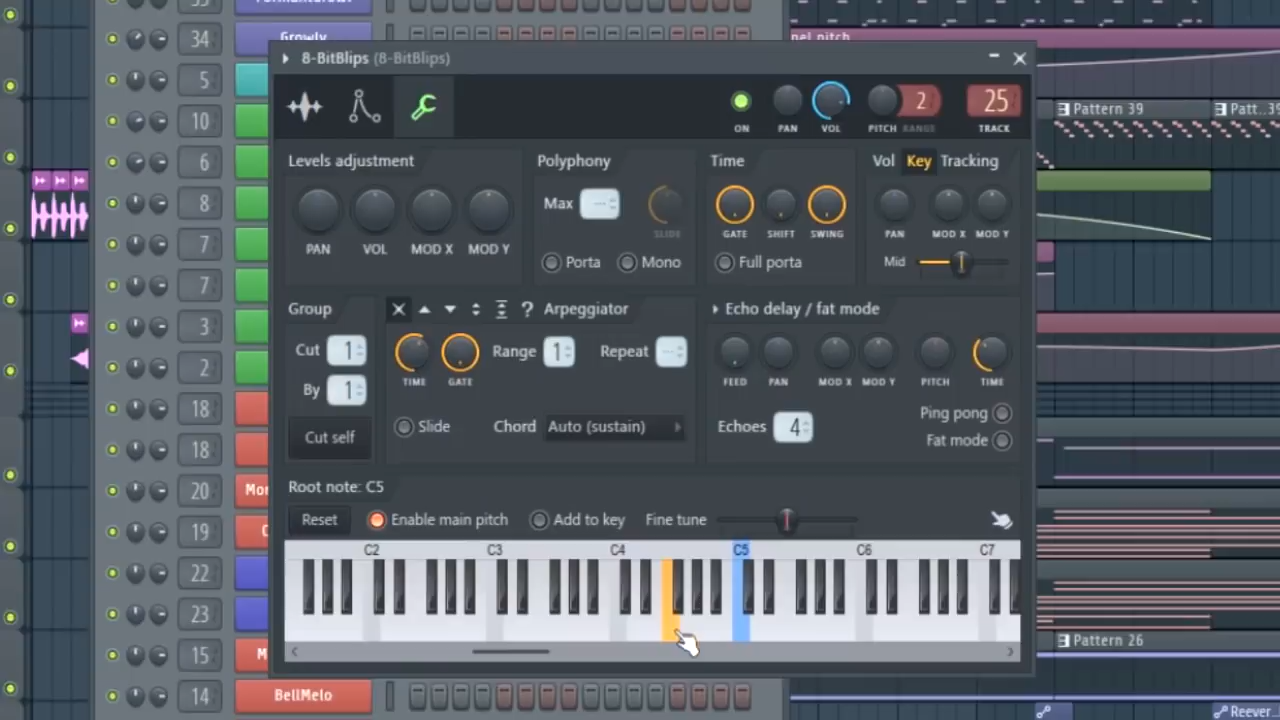 34
Growly
nel pitch
8-BitBlips (8-BitBlips)
5
2
25
ON
PAN
VOL
PITCH
RANGE
TRACK
Pattern 39
Patt..39
10
6
Levels adjustment
Polyphony
Time
Vol
Key
Tracking
8
PAN
VOL
MOD X
MOD Y
Max
SLIDE
GATE
SHIFT
SWING
PAN
MOD X
MOD Y
7
Porta
Mono
Full porta
Mid
7
Group
? Arpeggiator
Echo delay / fat mode
3
Cut
1
Range
1
Repeat
2
TIME
GATE
FEED
PAN
MOD X
MOD Y
PITCH
TIME
By
1
18
Slide
Chord
Auto (sustain)
Echoes
4
Ping pong
Cut self
Fat mode
18
20
Mo
Root note: C5
19
Reset
Enable main pitch
Add to key
Fine tune
C2
C3
C4
C5
C6
C7
22
23
15
M
Pattern 26
14
BellMelo
Reever